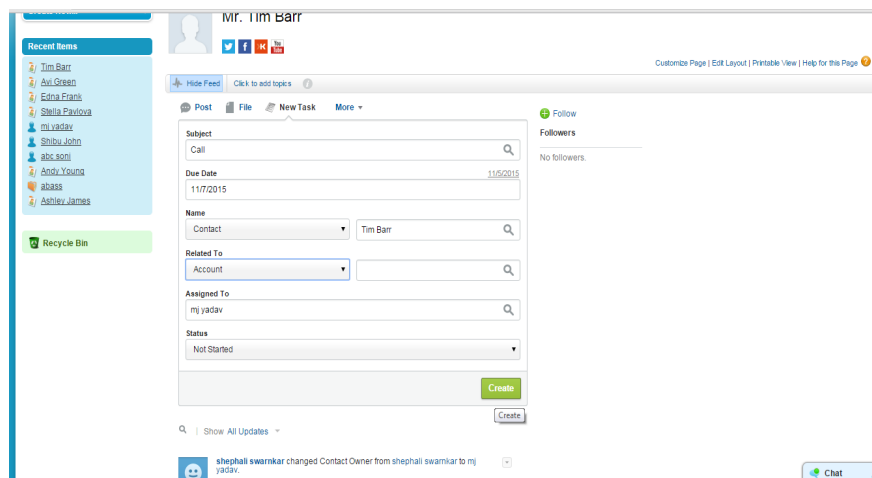 Mr. Tim Barr
Recent Items
Tim Barr
Avi Green
Edna Frank
Stella Pavlova
mj yadav
Shibu John
abc soni
Andy Young
abass
Ashley James
Recycle Bin
You Tube
Customize Page | Edit Layout | Printable View | Help for this Page
Hide Feed Click to add topics
Post File New Task More
Subject
Call
Due Date 11/5/2015
11/7/2015
Name
Contact Tim Barr
Related To
Account
Assigned To
mj yadav
Status
Not Started
Create
Create
Show All Updates
shephali swarnkar changed Contact Owner from shephali swarnkar to mj
yadav.
Follow
Followers
No followers.
Chat